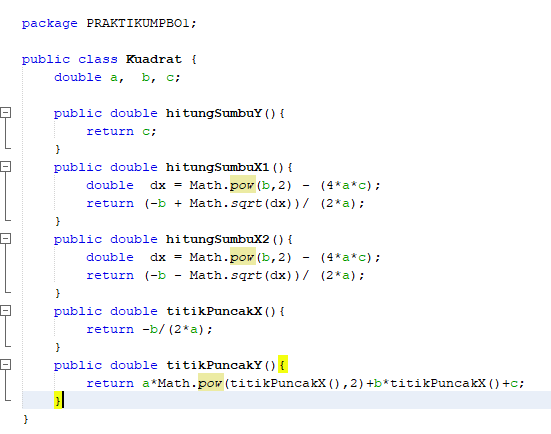 package PRAKTIKUMPBO1;
public class Kuadrat {
double a,  b, c;
public double hitungSumbuY(){
return c;
}
public double hitungSumbuX1(){
double  dx = Math.pow(b,2) - (4*a*c);
return (-b + Math.sqrt(dx))/ (2*a);
}
public double hitungSumbuX2(){
double  dx = Math.pow(b,2) - (4*a*c);
return (-b - Math.sqrt(dx))/ (2*a);
}
public double titikPuncakX(){
return -b/(2*a);
}
public double titikPuncakY(){
return a*Math.pow(titikPuncakX(),2)+b*titikPuncakX()+c;
}
}